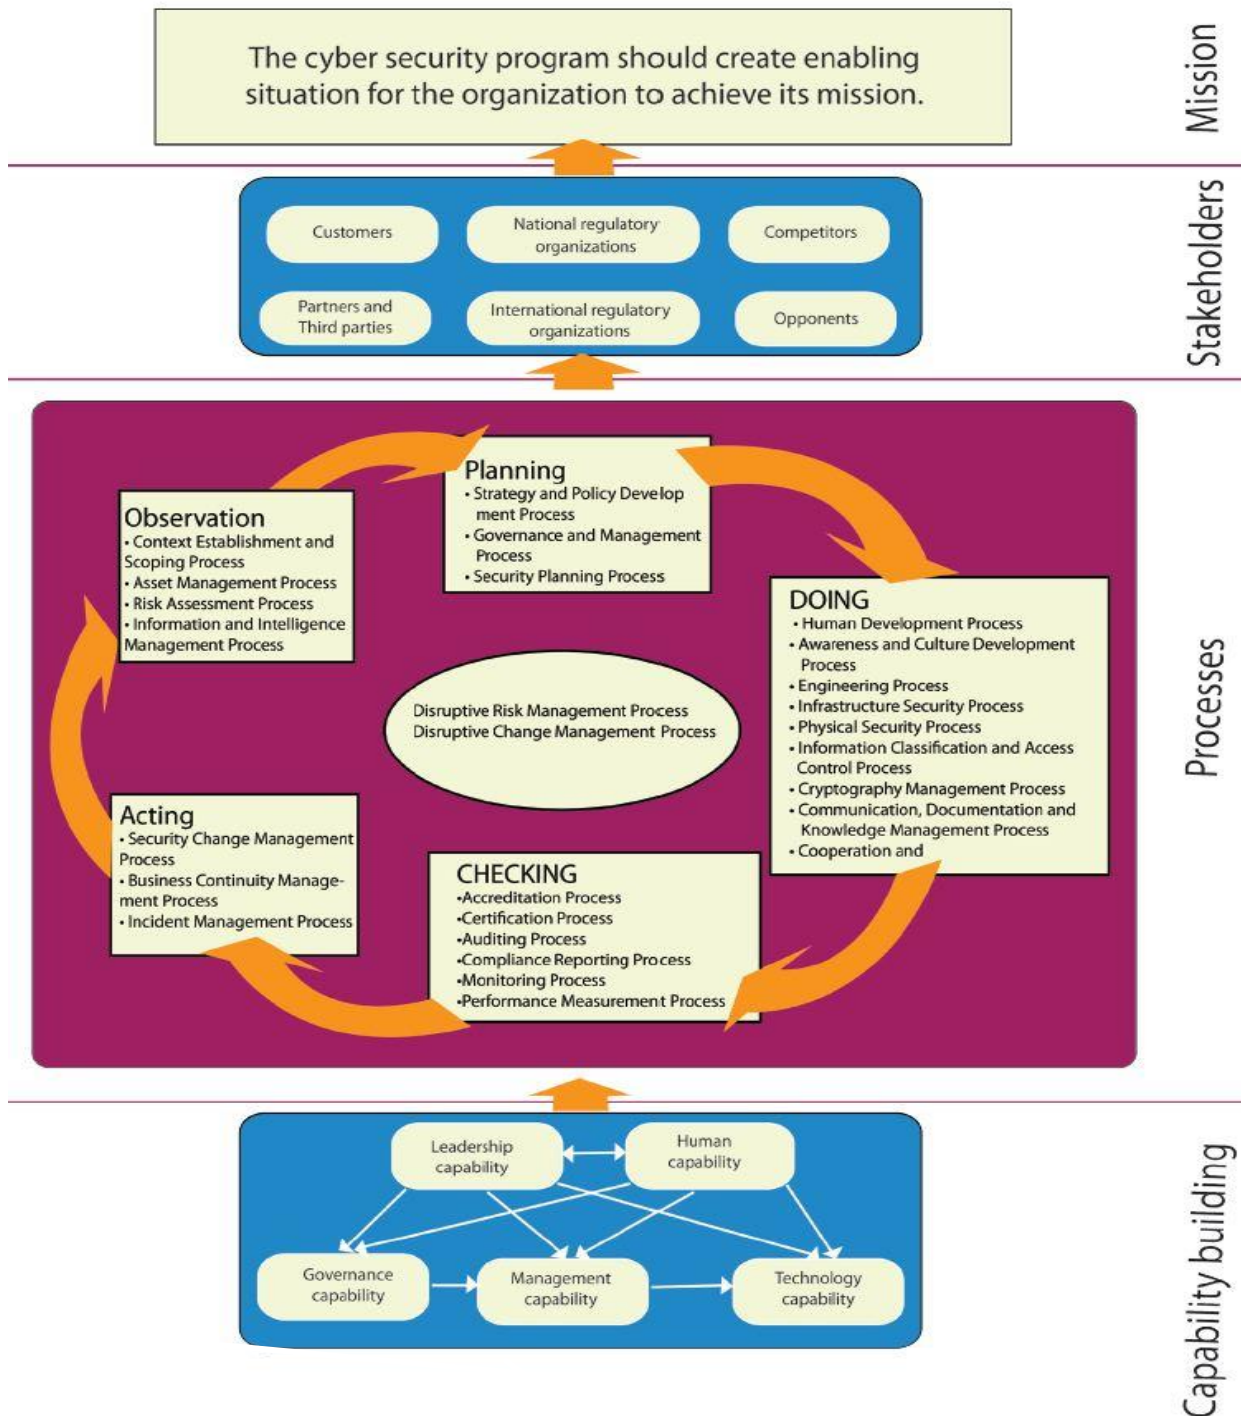 The cyber security program should create enabling
situation for the organization to achieve its mission.
Mission
Customers
National regulatory
organizations
Competitors
Partners and
Third parties
International regulatory
organizations
Opponents
Stakeholders
Planning
• Strategy and Policy Develop
ment Process
• Governance and Management
Process
• Security Planning Process
Observation
• Context Establishment and
Scoping Process
• Asset Management Process
• Risk Assessment Process
• Information and Intelligence
Management Process
DOING
• Human Development Process
• Awareness and Culture Development
Process
• Engineering Process
• Infrastructure Security Process
• Physical Security Process
• Information Classification and Access
Control Process
• Cryptography Management Process
• Communication, Documentation and
Knowledge Management Process
• Cooperation and
Disruptive Risk Management Process
Disruptive Change Management Process
Acting
• Security Change Management
Process
• Business Continuity Manage-
ment Process
• Incident Management Process
CHECKING
•Accreditation Process
•Certification Process
•Auditing Process
•Compliance Reporting Process
•Monitoring Process
•Performance Measurement Process
Processes
Leadership
capability
Human
capability
Governance
capability
Management
capability
Technology
capability
Capability building